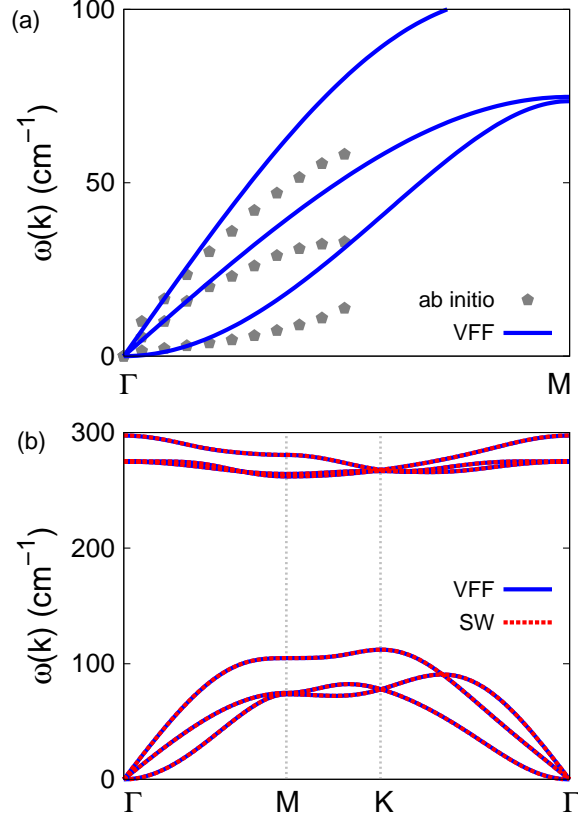 (a)
100
50
0
ω(k) (cm⁻¹)
ab initio
VFF
Γ
M
(b)
300
200
100
0
ω(k) (cm⁻¹)
VFF
SW
Γ
M
K
Γ